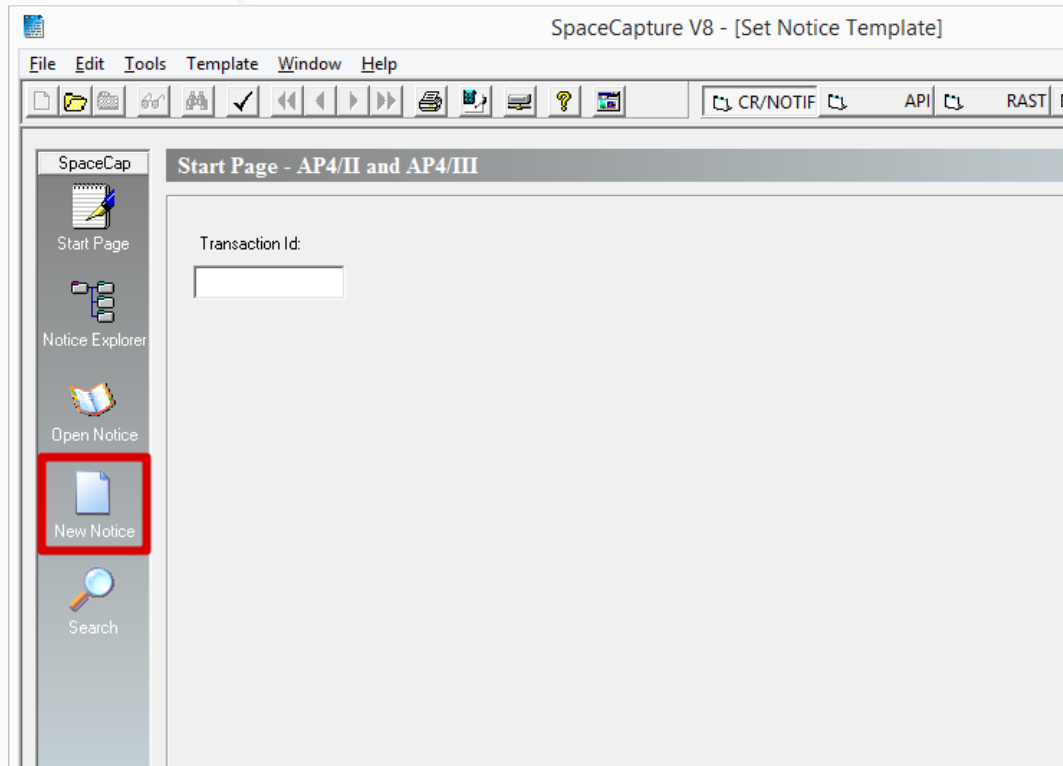 SpaceCapture V8 - [Set Notice Template]
File Edit Tools Template Window Help
CR/NOTIF API RAST
SpaceCap
Start Page - AP4/II and AP4/III
Start Page
Transaction Id:
Notice Explorer
Open Notice
New Notice
Search